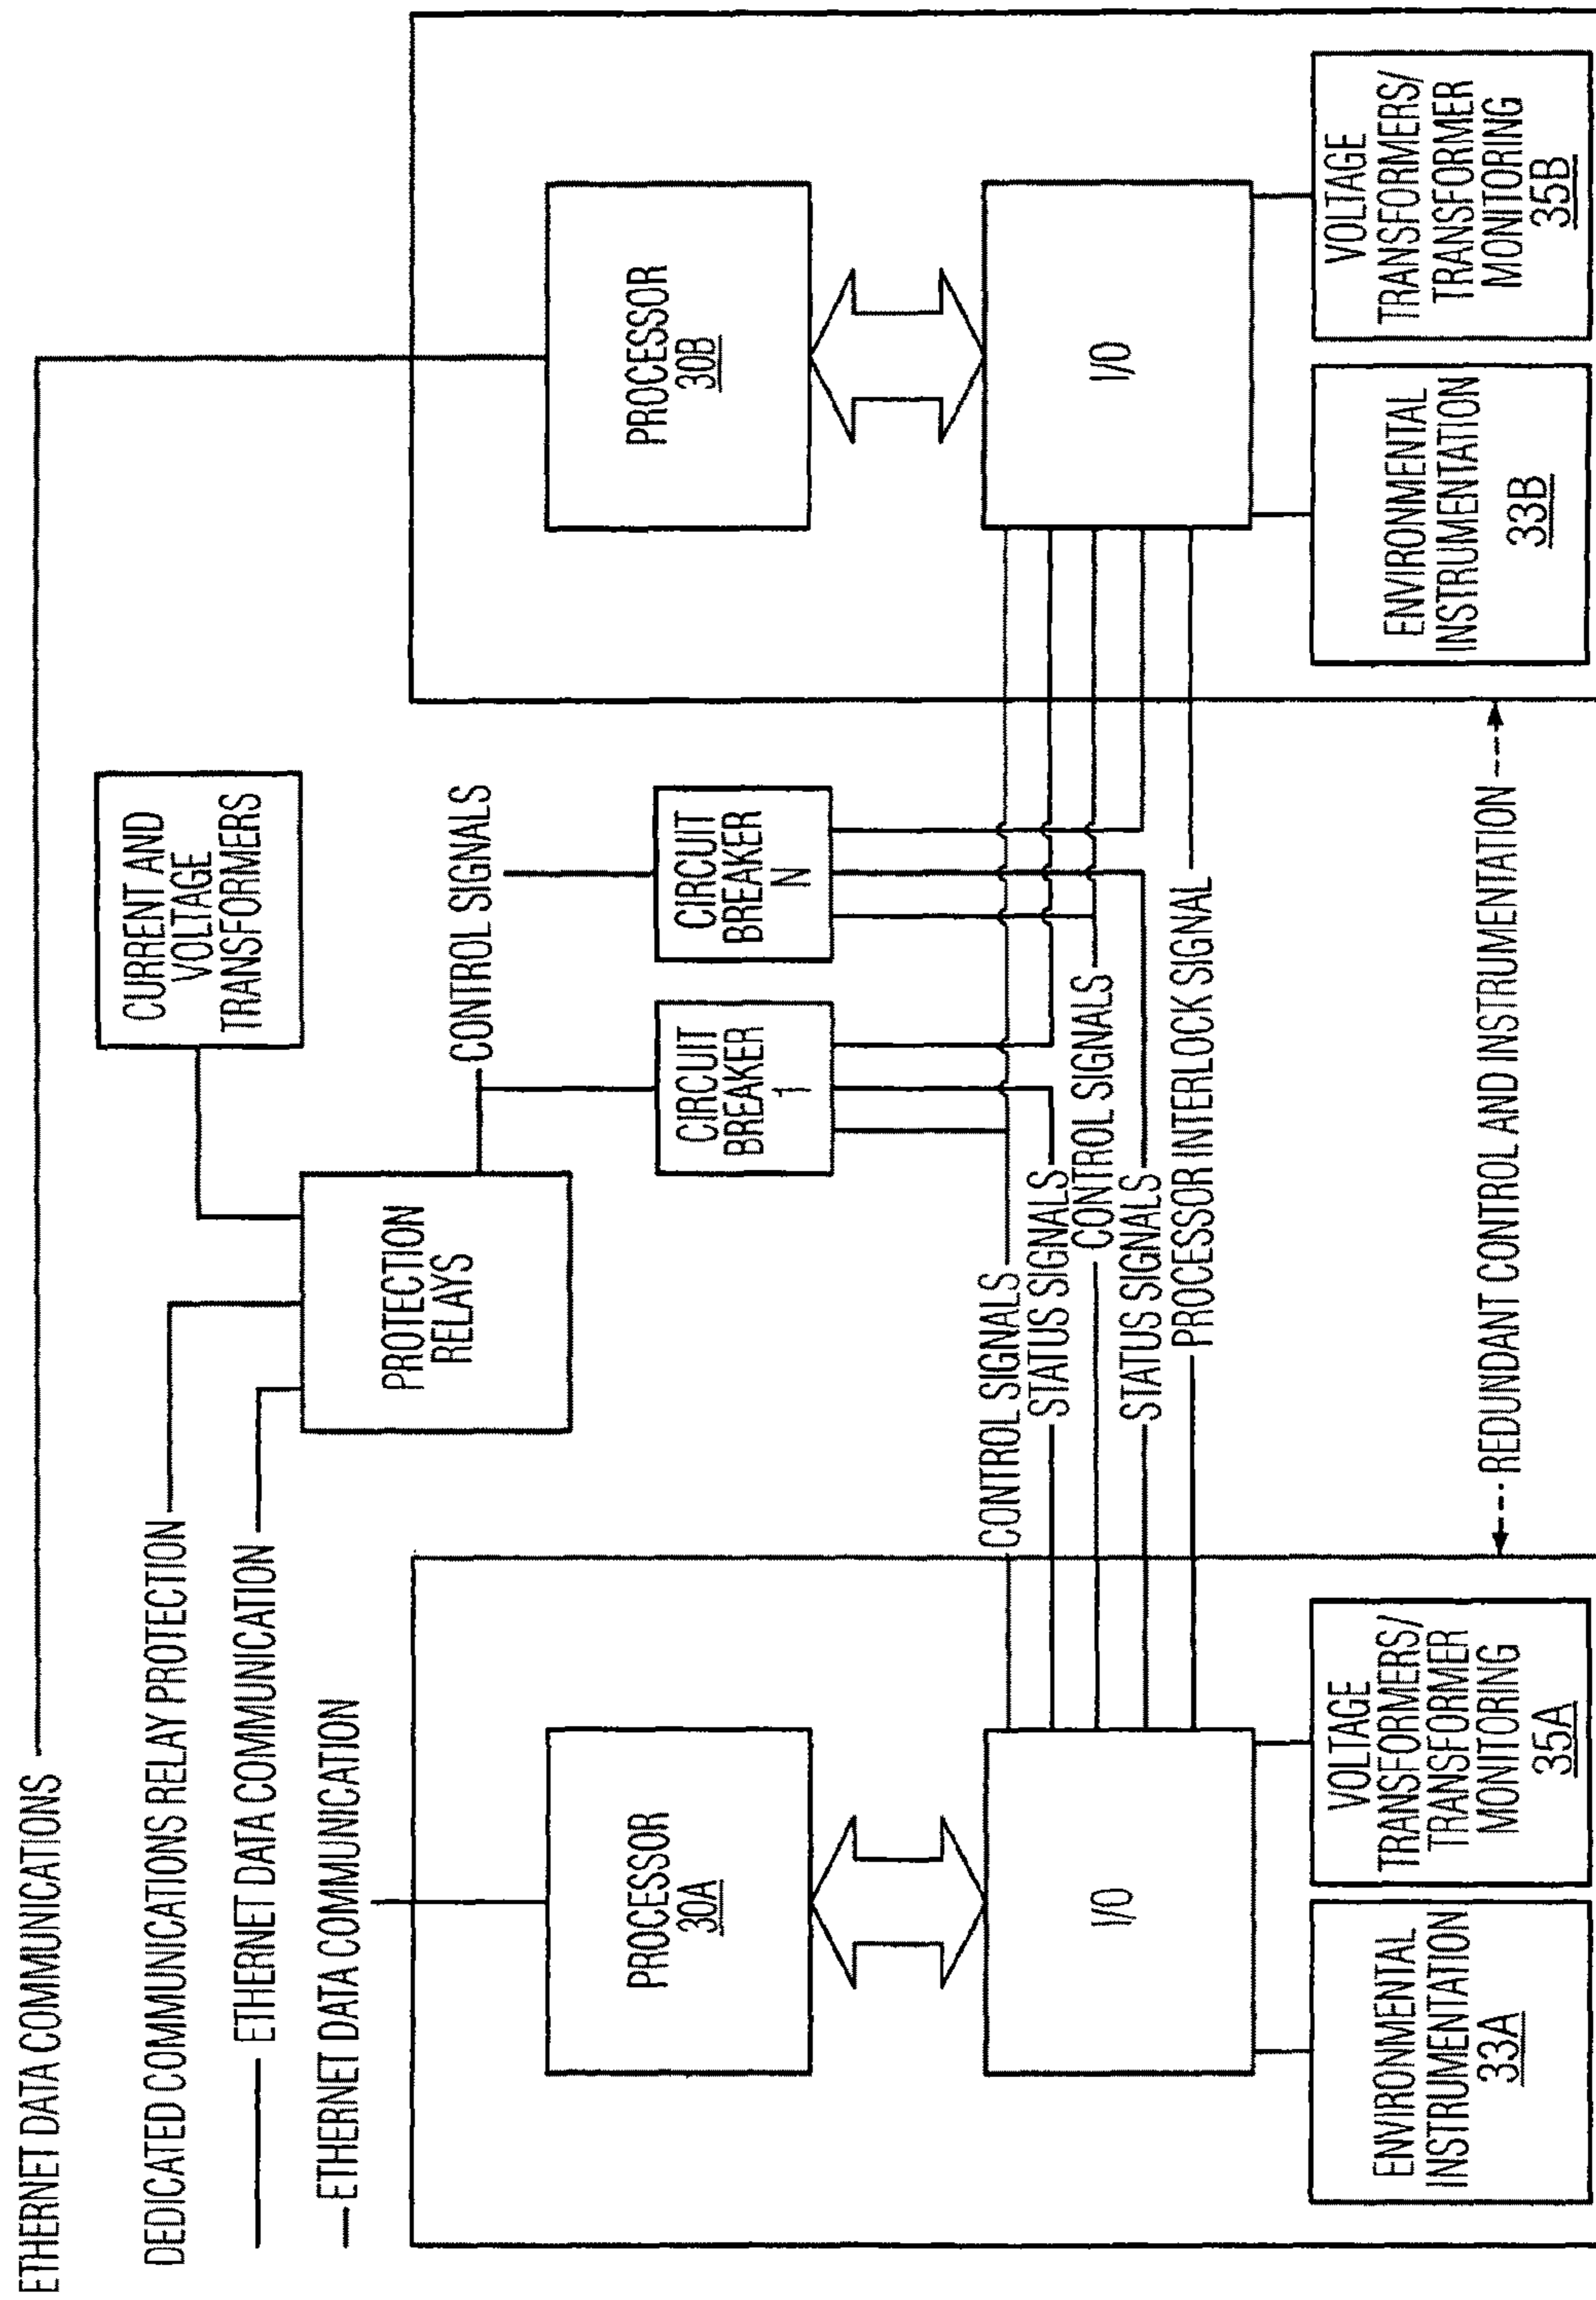 ETHERNET DATA COMMUNICATIONS
DEDICATED COMMUNICATIONS RELAY PROTECTION
ETHERNET DATA COMMUNICATION
ETHERNET DATA COMMUNICATION
CURRENT AND
VOLTAGE
TRANSFORMERS
PROTECTION
RELAYS
CONTROL SIGNALS
PROCESSOR
30A
CIRCUIT
BREAKER
1
CIRCUIT
BREAKER
N
PROCESSOR
30B
I/O
CONTROL SIGNALS
STATUS SIGNALS
CONTROL SIGNALS
STATUS SIGNALS
PROCESSOR INTERLOCK SIGNAL
I/O
ENVIRONMENTAL
INSTRUMENTATION
33A
VOLTAGE
TRANSFORMERS/
TRANSFORMER
MONITORING
35A
REDUNDANT CONTROL AND INSTRUMENTATION
ENVIRONMENTAL
INSTRUMENTATION
33B
VOLTAGE
TRANSFORMERS/
TRANSFORMER
MONITORING
35B